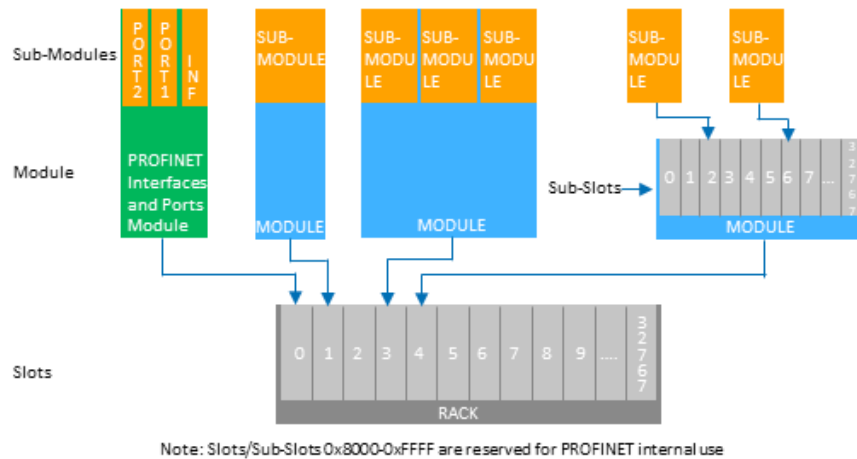 Sub-Modules
PORT2
PORT1
INF
SUB-
MODULE
SUB-
MODU
LE
SUB-
MODU
LE
SUB-
MODU
LE
SUB-
MODU
LE
SUB-
MODU
LE
Module
PROFINET
Interfaces
and Ports
Module
MODULE
MODULE
Sub-Slots
0 1 2 3 4 5 6 7 ... 32767
MODULE
Slots
0 1 2 3 4 5 6 7 8 9 .... 32767
RACK
Note: Slots/Sub-Slots 0x8000-0xFFFF are reserved for PROFINET internal use